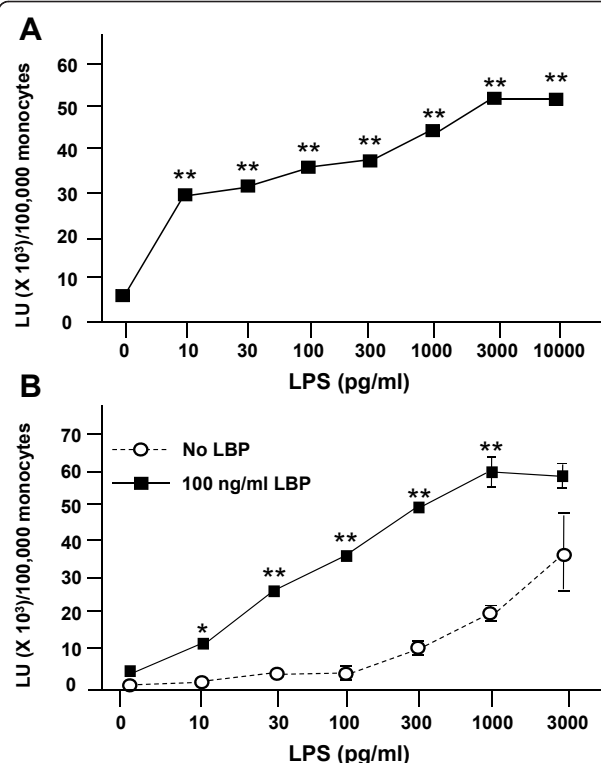 A
LU (X 10³)/100,000 monocytes
60
50
40
30
20
10
0
** ** ** ** ** ** **
0 10 30 100 300 1000 3000 10000
LPS (pg/ml)
B
LU (X 10³)/100,000 monocytes
70
60
50
40
30
20
10
0
No LBP
100 ng/ml LBP
* ** ** ** **
0 10 30 100 300 1000 3000
LPS (pg/ml)